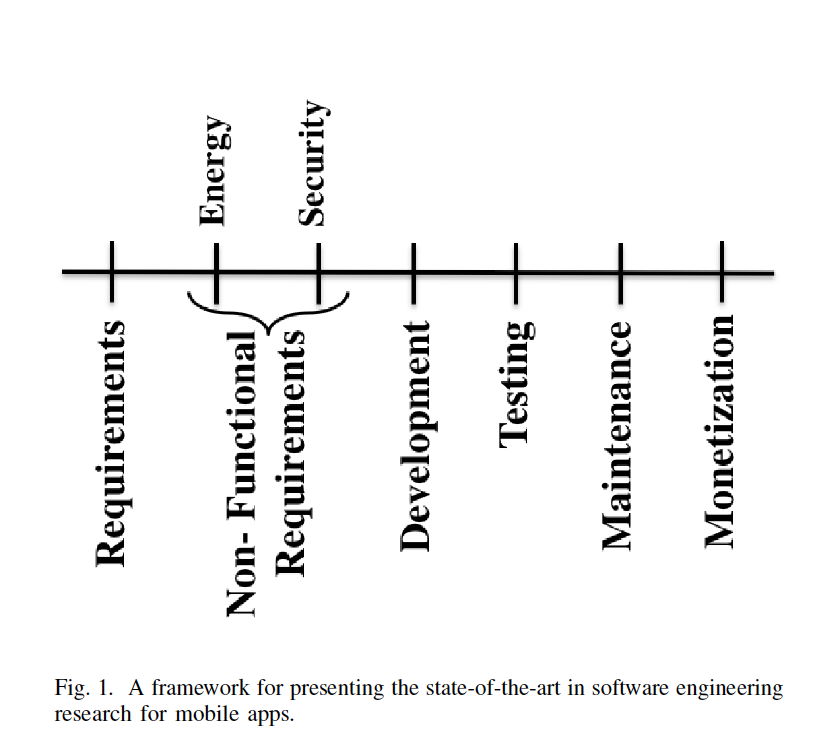 Energy
Security
Requirements
Non- Functional
Requirements
Development
Testing
Maintenance
Monetization
Fig. 1. A framework for presenting the state-of-the-art in software engineering
research for mobile apps.